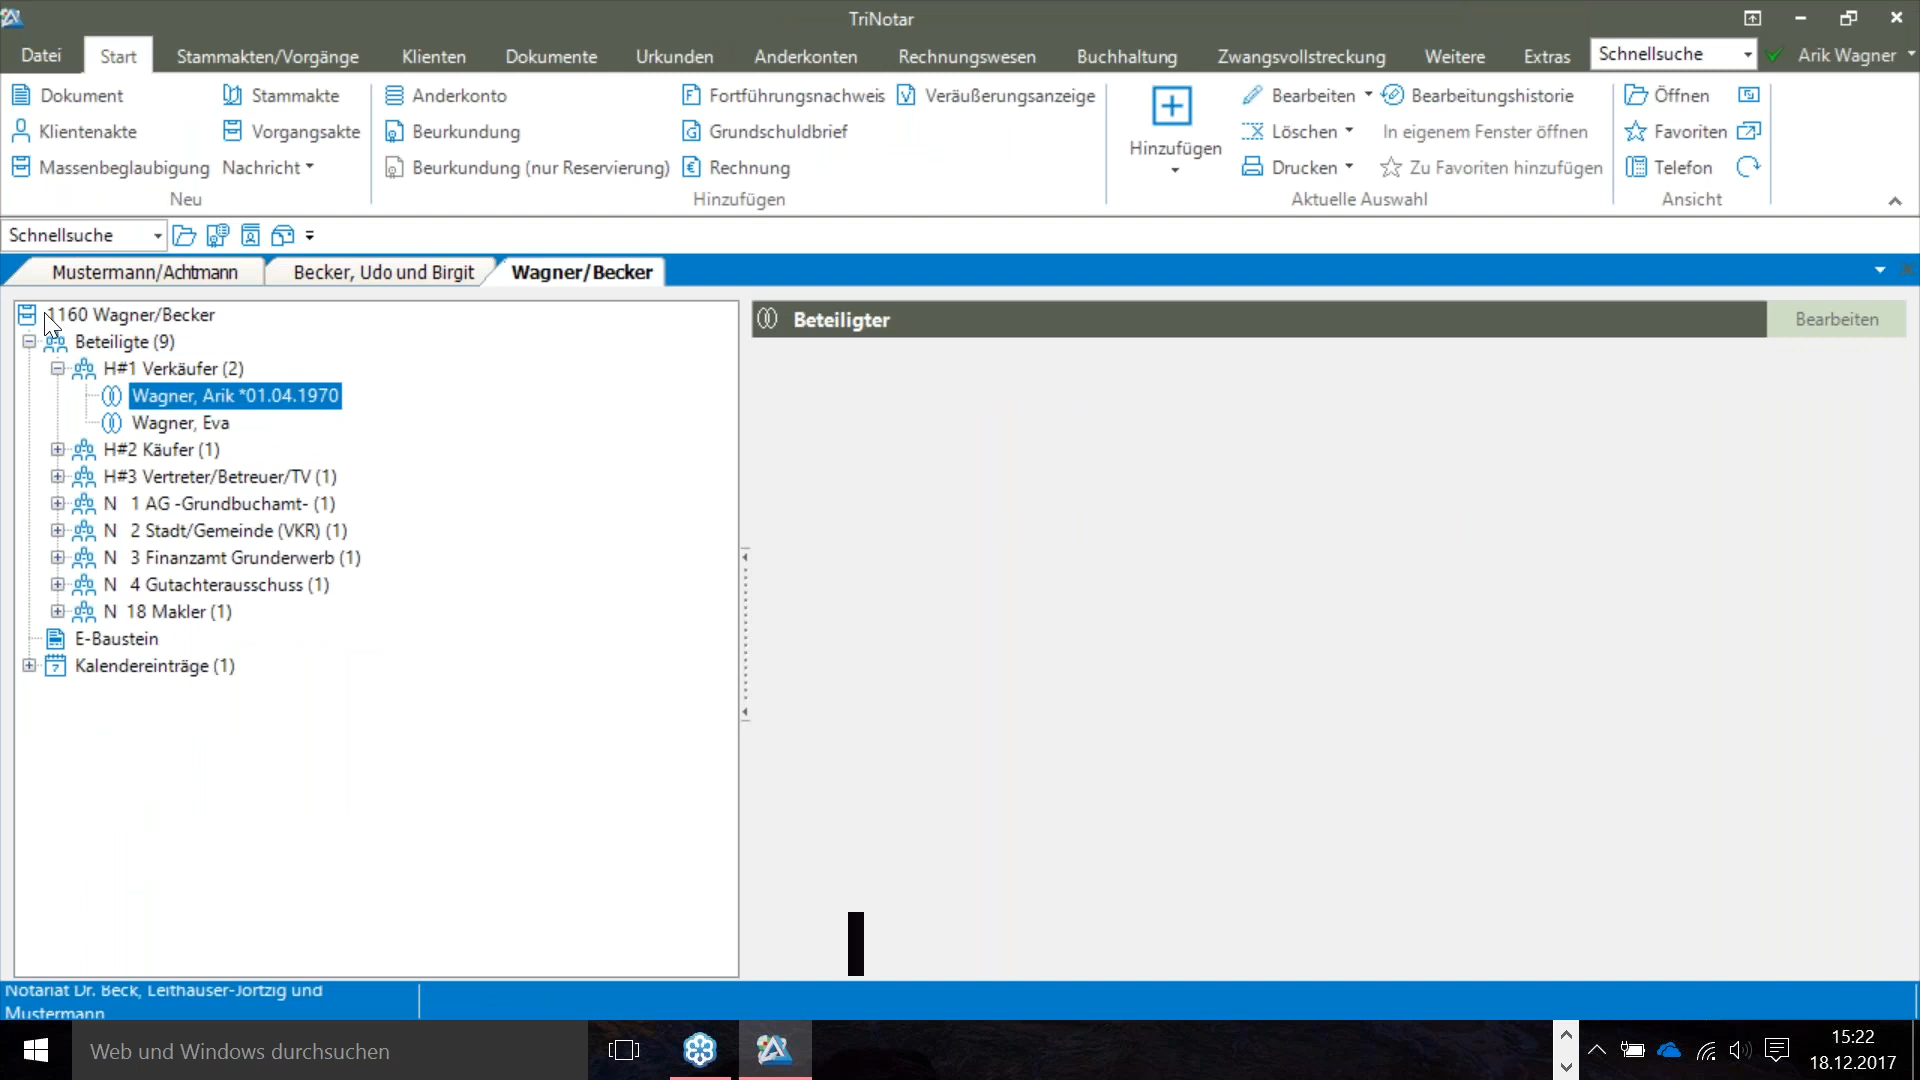 TriNotar
Datei Start Stammakten/Vorgänge Klienten Dokumente Urkunden Anderkonten Rechnungswesen Buchhaltung Zwangsvollstreckung Weitere Extras Schnellsuche Arik Wagner
Dokument Stammakte Anderkonto Fortführungsnachweis Veräußerungsanzeige Bearbeiten Bearbeitungshistorie Öffnen
Klientenakte Vorgangsakte Beurkundung Grundschuldbrief Hinzufügen Löschen In eigenem Fenster öffnen Favoriten
Massenbeglaubigung Nachricht Beurkundung (nur Reservierung) Rechnung Drucken Zu Favoriten hinzufügen Telefon
Neu Hinzufügen Aktuelle Auswahl Ansicht
Schnellsuche
Mustermann/Achtmann Becker, Udo und Birgit Wagner/Becker
1160 Wagner/Becker
Beteiligter Bearbeiten
Beteiligte (9)
H#1 Verkäufer (2)
Wagner, Arik *01.04.1970
Wagner, Eva
H#2 Käufer (1)
H#3 Vertreter/Betreuer/TV (1)
N 1 AG -Grundbuchamt- (1)
N 2 Stadt/Gemeinde (VKR) (1)
N 3 Finanzamt Grunderwerb (1)
N 4 Gutachterausschuss (1)
N 18 Makler (1)
E-Baustein
7 Kalendereinträge (1)
Notariat Dr. Beck, Leithäuser-Jortzig und
Mustermann
Web und Windows durchsuchen
15:22
18.12.2017